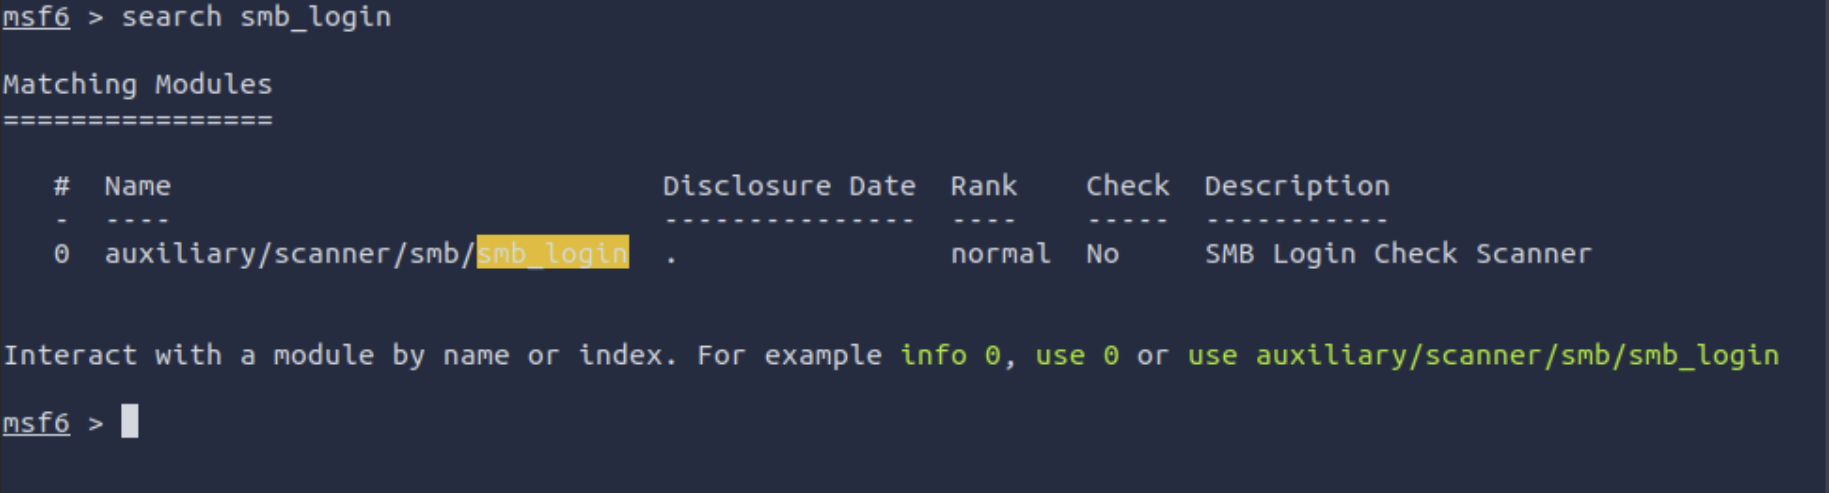 msf6 > search smb_login
Matching Modules
================
# Name Disclosure Date Rank Check Description
- ---- --------------- ---- ----- -----------
0 auxiliary/scanner/smb/smb_login . normal No SMB Login Check Scanner
Interact with a module by name or index. For example info 0, use 0 or use auxiliary/scanner/smb/smb_login
msf6 >